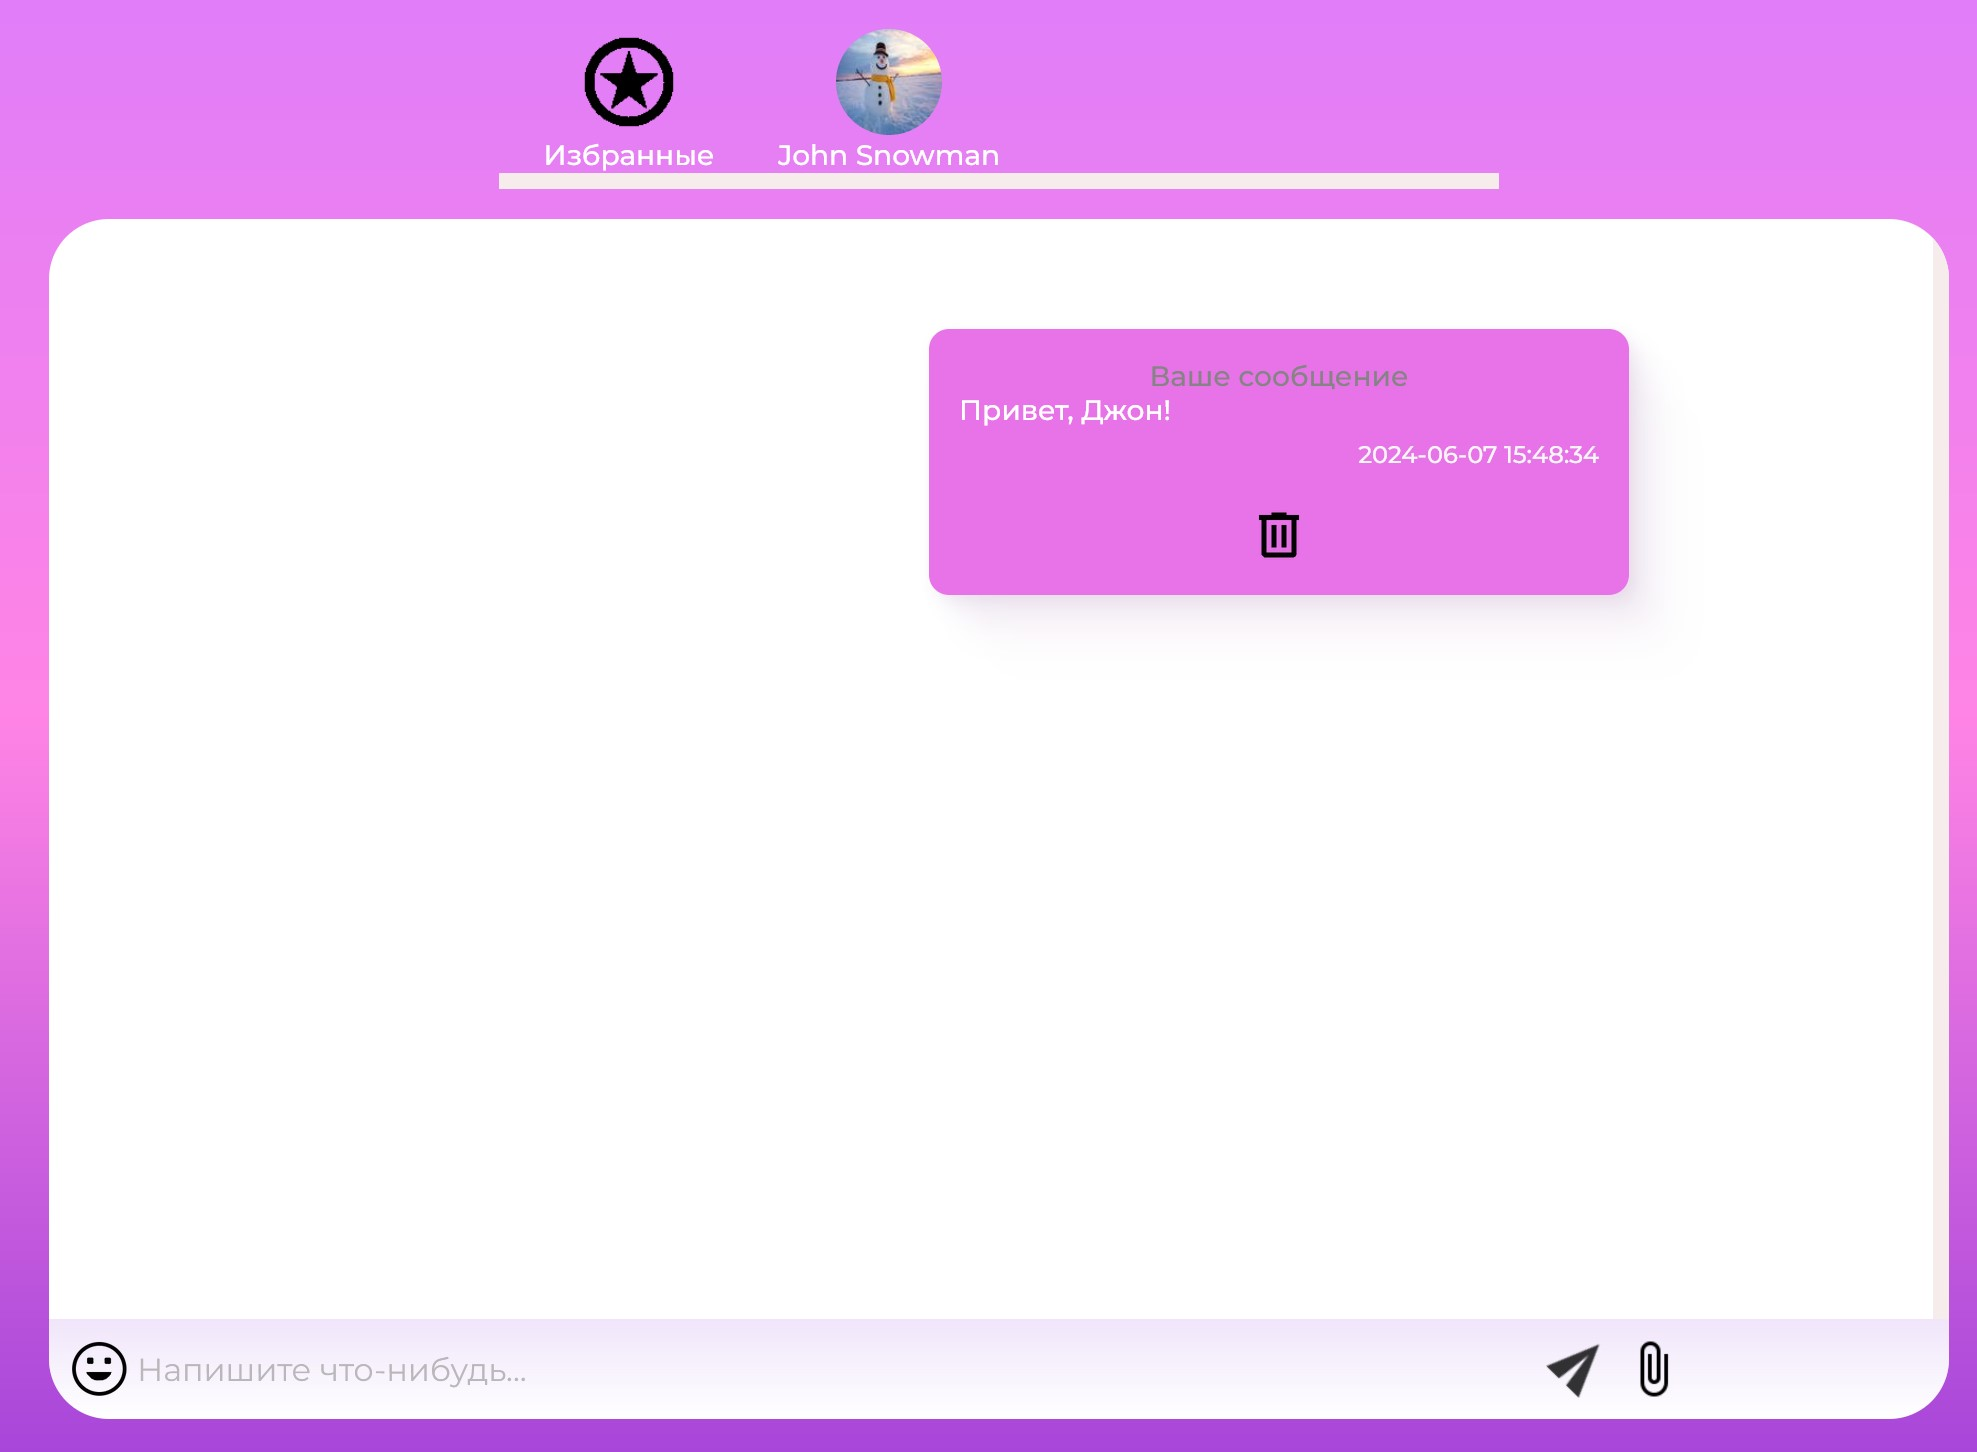 Избранные
John Snowman
Ваше сообщение
Привет, Джон!
2024-06-07 15:48:34
Напишите что-нибудь...